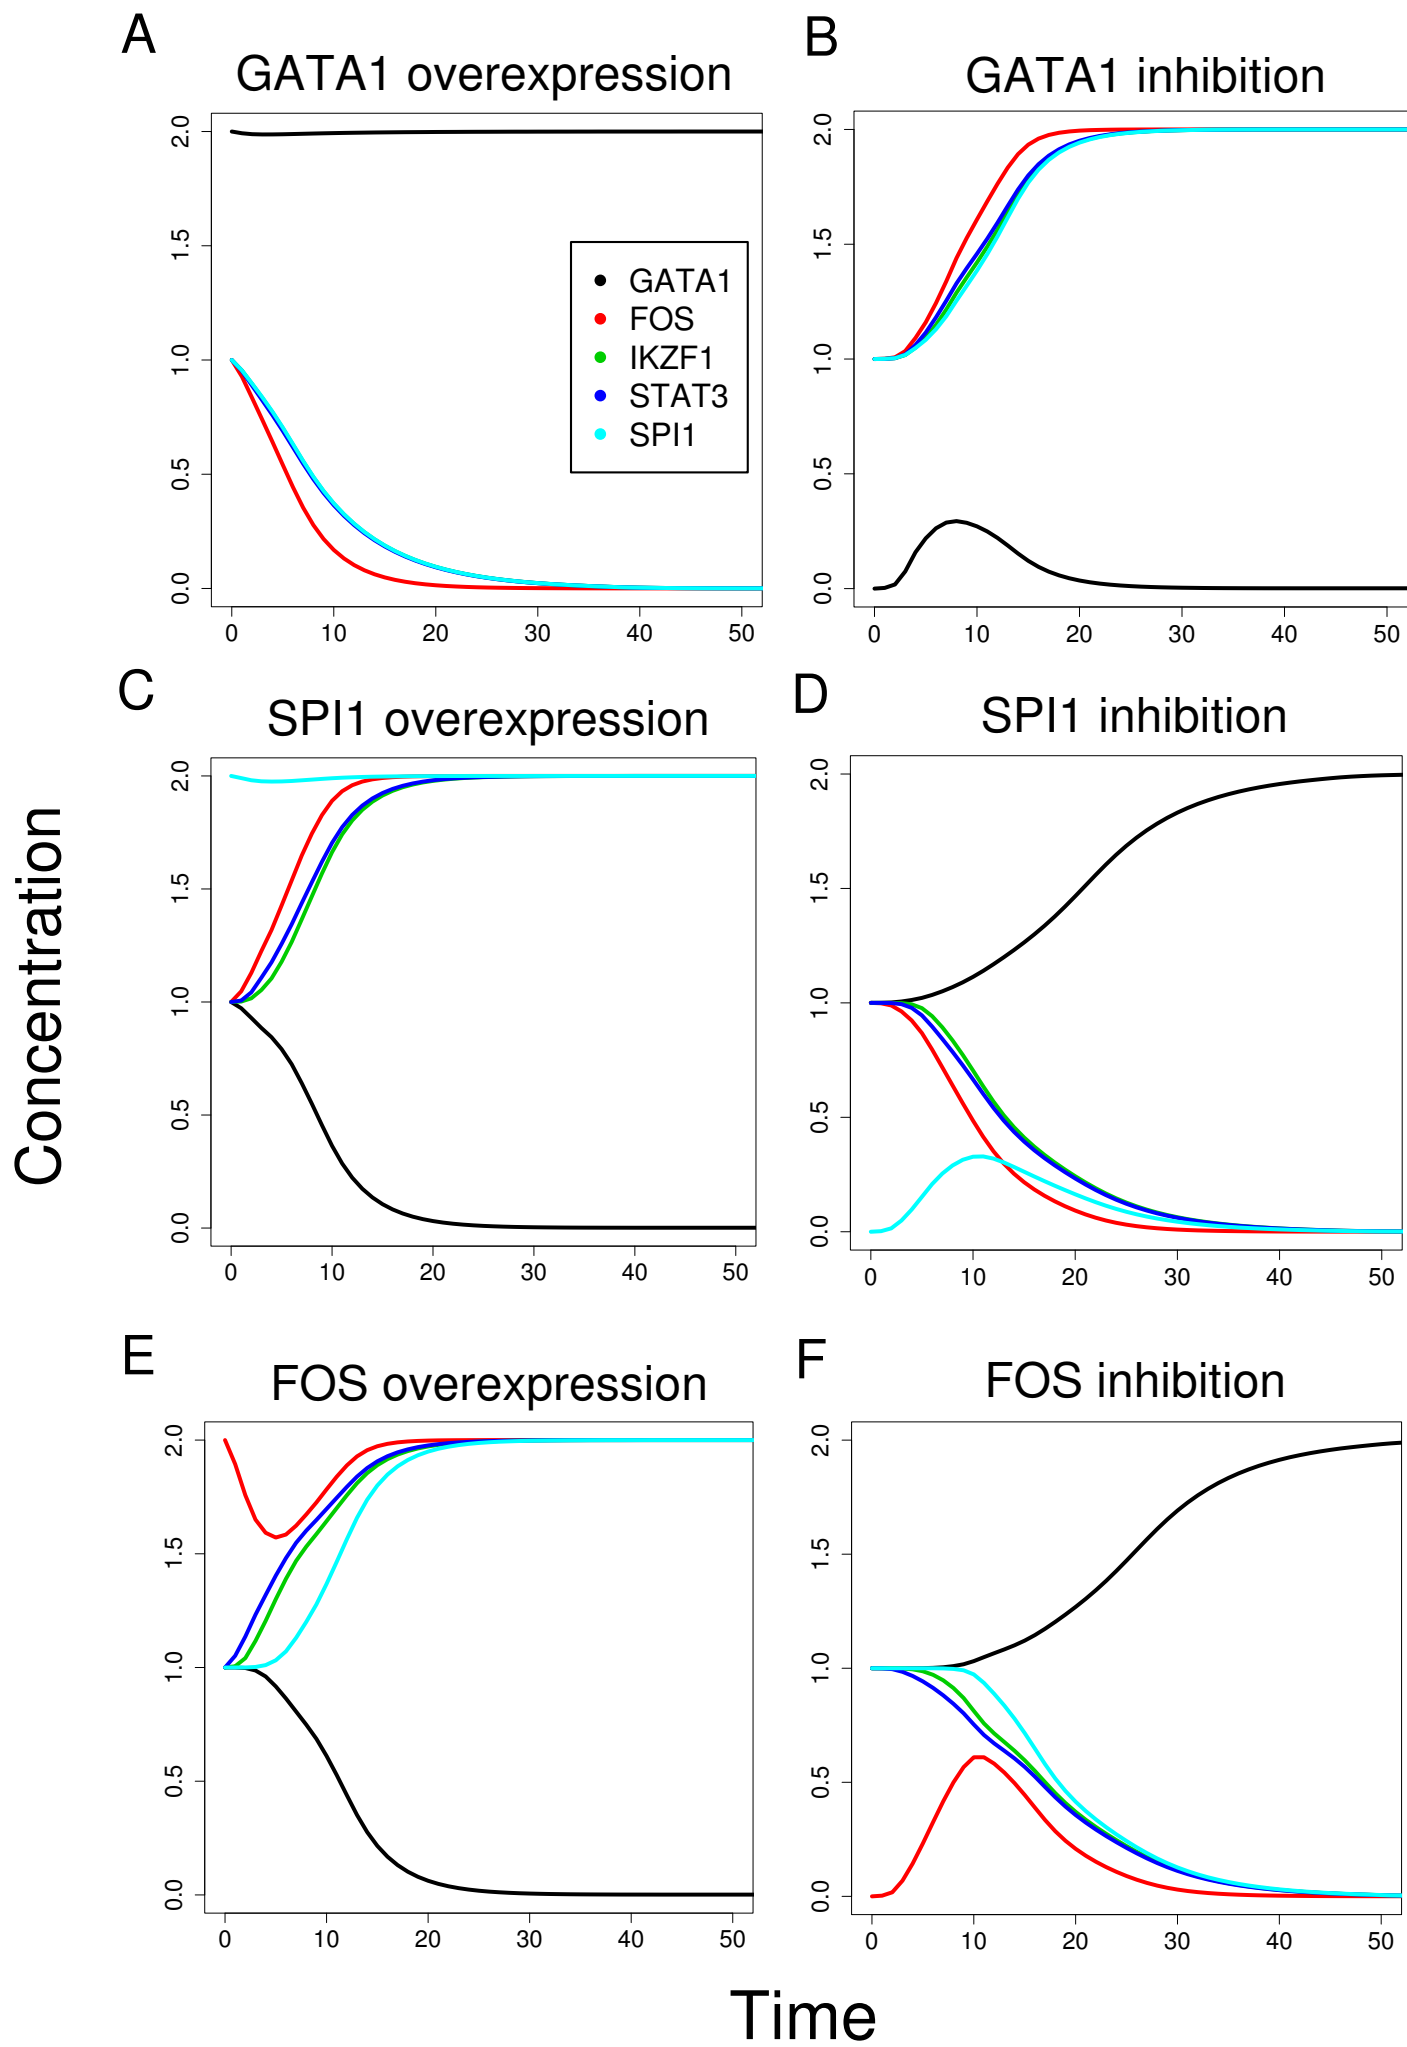 A
GATA1 overexpression
2.0
1.5
1.0
0.5
0.0
0 10 20 30 40 50
GATA1
FOS
IKZF1
STAT3
SPI1
B
GATA1 inhibition
2.0
1.5
1.0
0.5
0.0
0 10 20 30 40 50
C
SPI1 overexpression
2.0
1.5
1.0
0.5
0.0
0 10 20 30 40 50
D
SPI1 inhibition
2.0
1.5
1.0
0.5
0.0
0 10 20 30 40 50
Concentration
E
FOS overexpression
2.0
1.5
1.0
0.5
0.0
0 10 20 30 40 50
F
FOS inhibition
2.0
1.5
1.0
0.5
0.0
0 10 20 30 40 50
Time